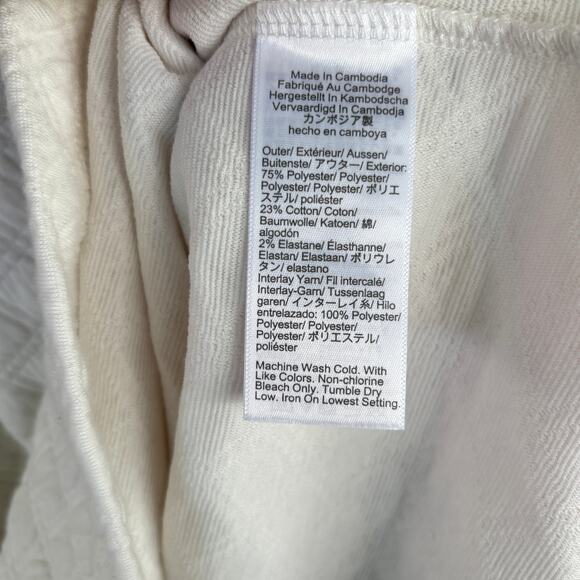 Made In Cambodia
Fabriqué Au Cambodge
Hergestellt In Kambodscha
Vervaardigd In Cambodja
カンボジア製
hecho en camboya
Outer/ Extérieur/ Aussen/
Buitenste/ アウター/ Exterior:
75% Polyester/ Polyester/
Polyester/ Polyester/ ポリエ
ステル/ poliéster
23% Cotton/ Coton/
Baumwolle/ Katoen/ 綿/
algodón
2% Elastane/ Élasthanne/
Elastan/ Elastaan/ ポリウレ
タン/ elastano
Interlay Yarn/ Fil intercalé/
Interlay-Garn/ Tussenlaag
garen/ インターレイ糸/ Hilo
entrelazado: 100% Polyester/
Polyester/ Polyester/
Polyester/ ポリエステル/
poliéster
Machine Wash Cold. With
Like Colors. Non-chlorine
Bleach Only. Tumble Dry
Low. Iron On Lowest Setting.